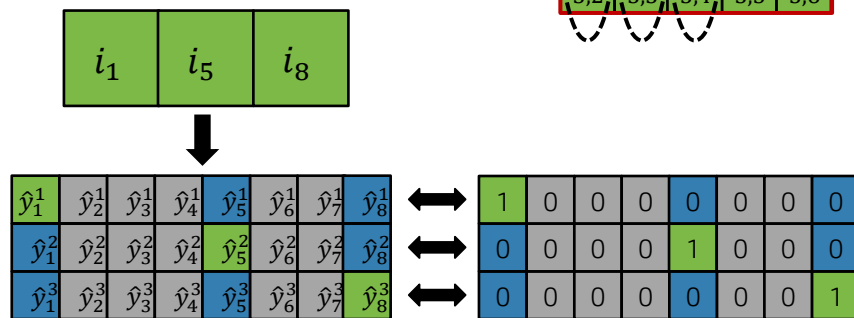 i₁ i₅ i₈
ŷ₁¹ ŷ₂¹ ŷ₃¹ ŷ₄¹ ŷ₅¹ ŷ₆¹ ŷ₇¹ ŷ₈¹
1 0 0 0 0 0 0 0
ŷ₁² ŷ₂² ŷ₃² ŷ₄² ŷ₅² ŷ₆² ŷ₇² ŷ₈²
0 0 0 0 1 0 0 0
ŷ₁³ ŷ₂³ ŷ₃³ ŷ₄³ ŷ₅³ ŷ₆³ ŷ₇³ ŷ₈³
0 0 0 0 0 0 0 1